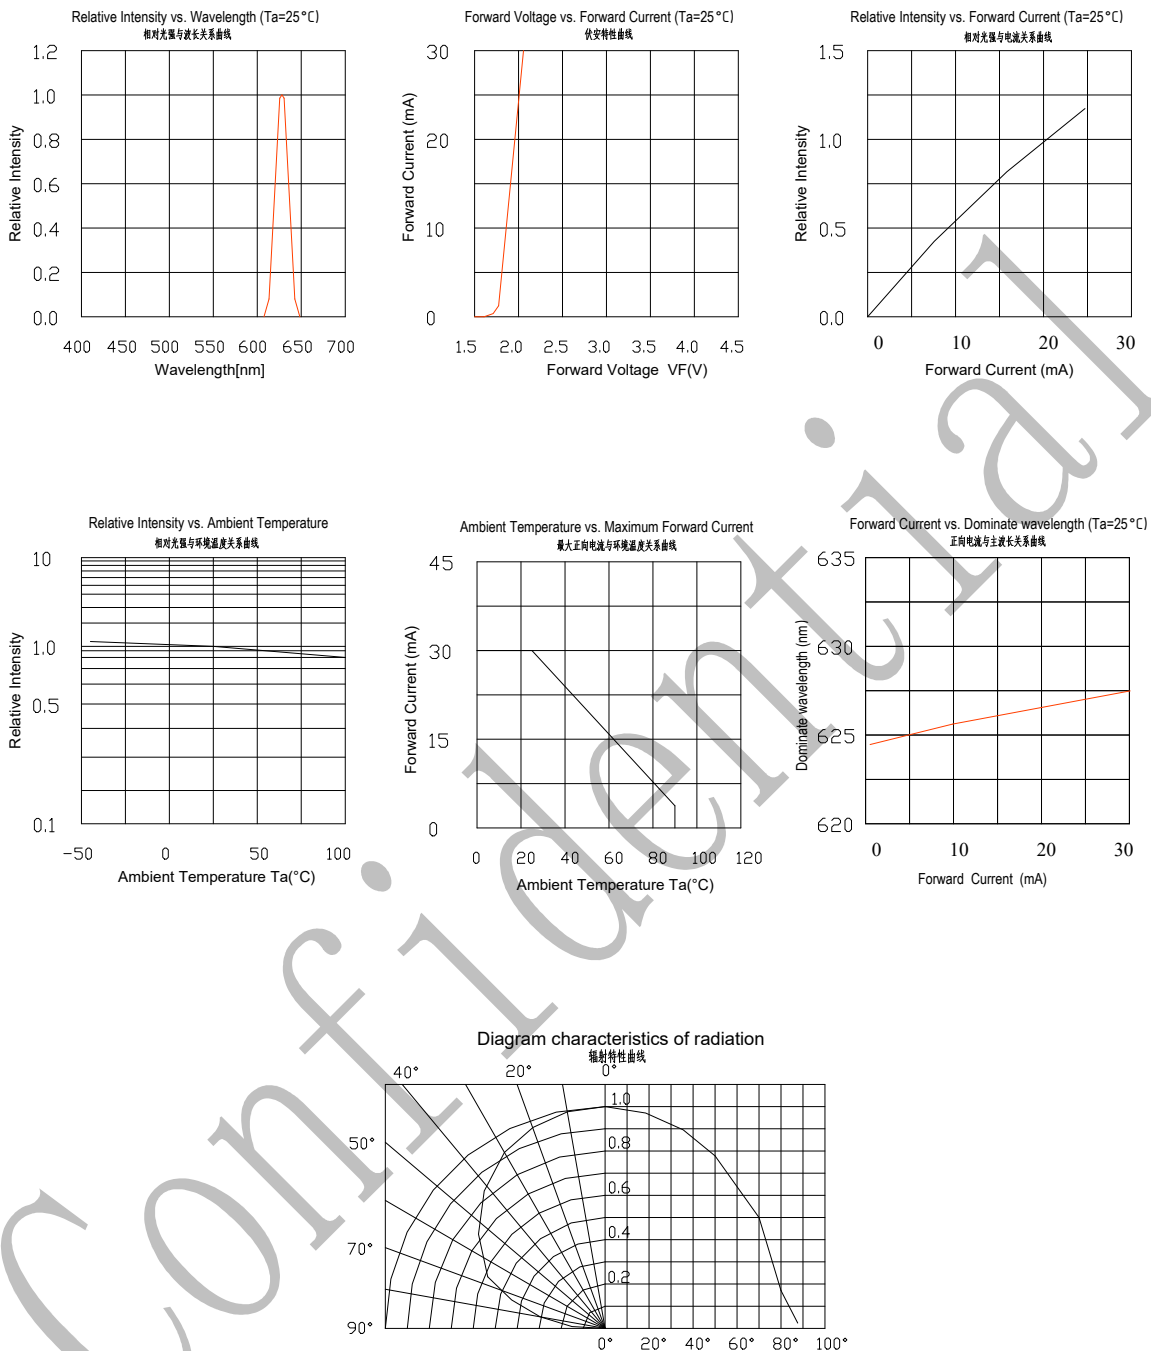 Relative Intensity vs. Wavelength (Ta=25°C)
相对光强与波长关系曲线
1.2
1.0
0.8
0.6
0.4
0.2
0.0
Relative Intensity
400 450 500 550 600 650 700
Wavelength[nm]
Forward Voltage vs. Forward Current (Ta=25°C)
伏安特性曲线
30
20
10
0
Forward Current (mA)
1.5 2.0 2.5 3.0 3.5 4.0 4.5
Forward Voltage VF(V)
Relative Intensity vs. Forward Current (Ta=25°C)
相对光强与电流关系曲线
1.5
1.0
0.5
0.0
Relative Intensity
0 10 20 30
Forward Current (mA)
Relative Intensity vs. Ambient Temperature
相对光强与环境温度关系曲线
10
1.0
0.5
0.1
Relative Intensity
-50 0 50 100
Ambient Temperature Ta(°C)
Ambient Temperature vs. Maximum Forward Current
最大正向电流与环境温度关系曲线
45
30
15
0
Forward Current (mA)
0 20 40 60 80 100 120
Ambient Temperature Ta(°C)
Forward Current vs. Dominate wavelength (Ta=25°C)
正向电流与主波长关系曲线
635
630
625
620
Dominate wavelength (nm)
0 10 20 30
Forward Current (mA)
Diagram characteristics of radiation
辐射特性曲线
40° 20° 0°
50°
70°
90°
1.0
0.8
0.6
0.4
0.2
0° 20° 40° 60° 80° 100°
Confidential